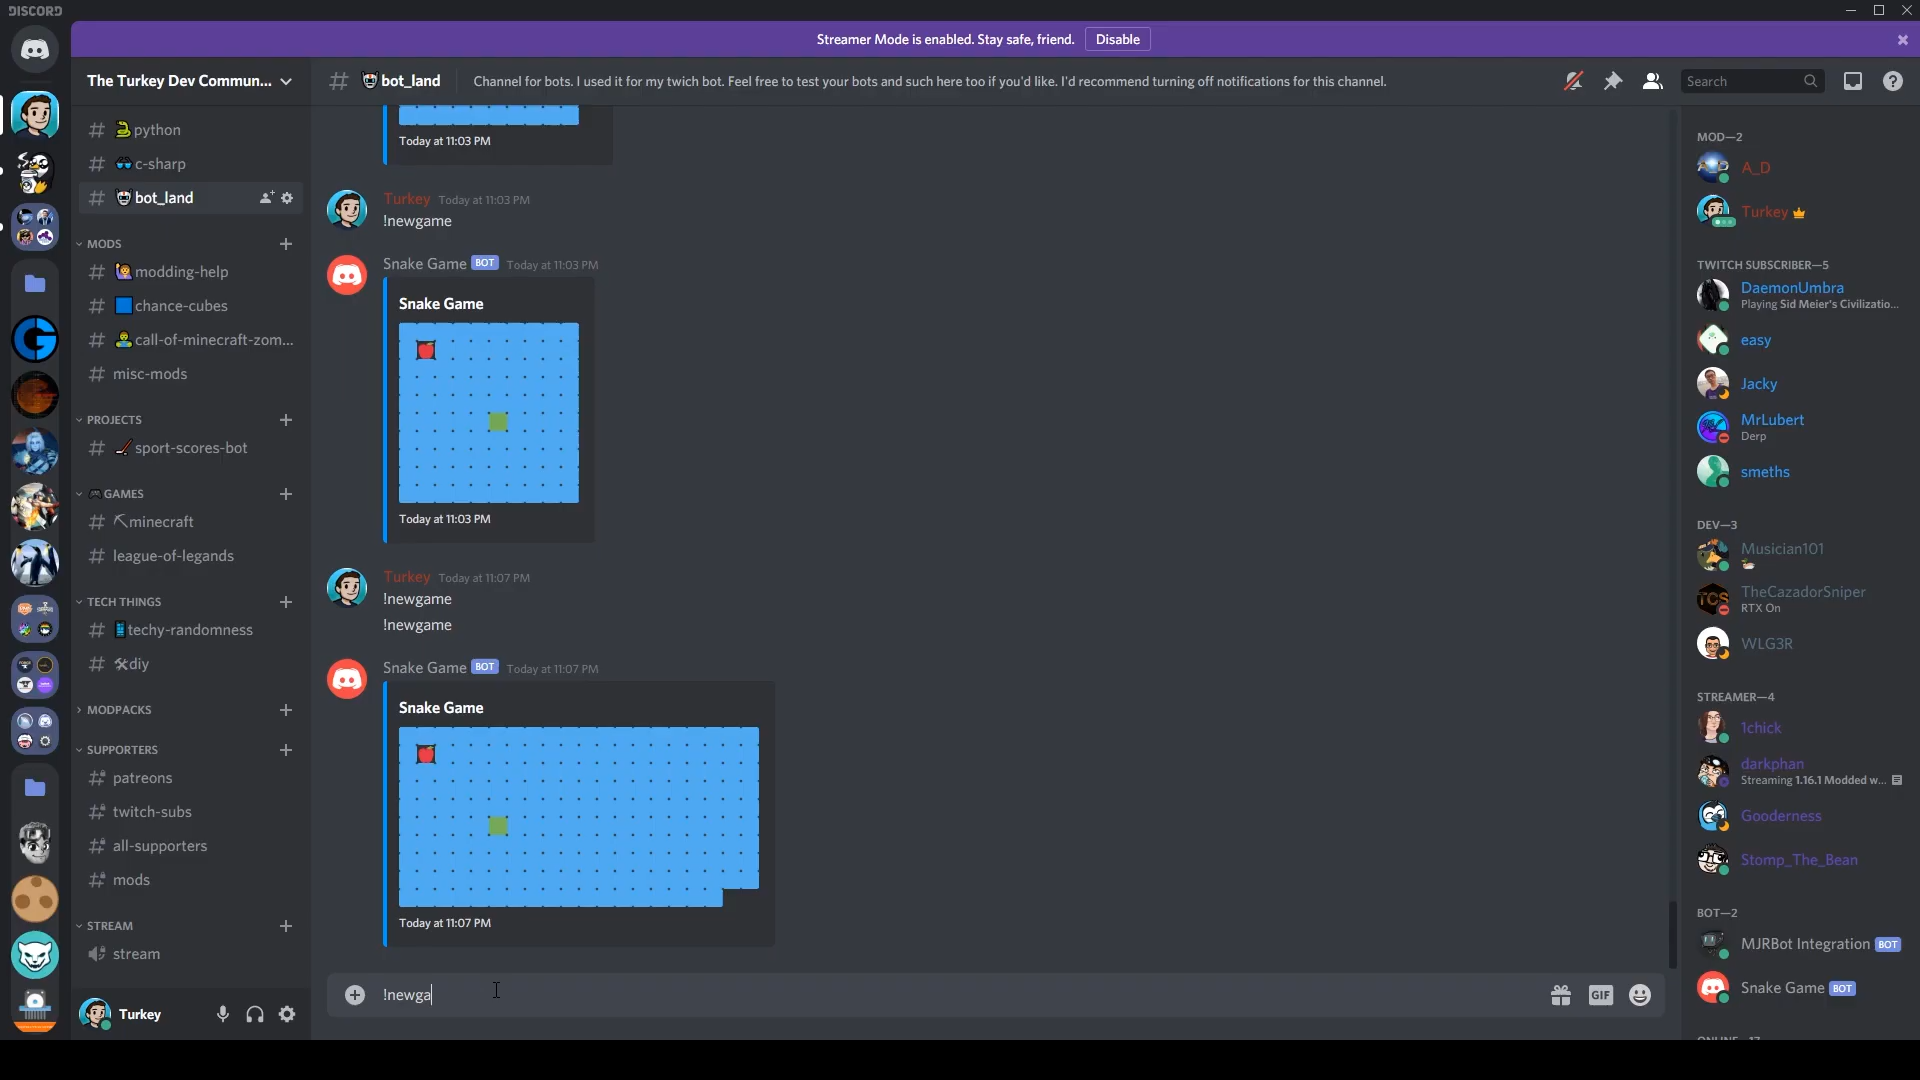 DISCORD
Streamer Mode is enabled. Stay safe, friend.
Disable
The Turkey Dev Commun...
python
c-sharp
bot_land
MODS
modding-help
chance-cubes
call-of-minecraft-zom...
misc-mods
PROJECTS
sport-scores-bot
GAMES
minecraft
league-of-legands
TECH THINGS
techy-randomness
diy
MODPACKS
SUPPORTERS
patreons
twitch-subs
all-supporters
mods
STREAM
stream
Turkey
bot_land
Channel for bots. I used it for my twich bot. Feel free to test your bots and such here too if you'd like. I'd recommend turning off notifications for this channel.
Search
Today at 11:03 PM
Turkey Today at 11:03 PM
!newgame
Snake Game BOT Today at 11:03 PM
Snake Game
Today at 11:03 PM
Turkey Today at 11:07 PM
!newgame
!newgame
Snake Game BOT Today at 11:07 PM
Snake Game
Today at 11:07 PM
!newga
GIF
MOD—2
A_D
Turkey
TWITCH SUBSCRIBER—5
DaemonUmbra
Playing Sid Meier's Civilizatio...
easy
Jacky
MrLubert
Derp
smeths
DEV—3
Musician101
TheCazadorSniper
RTX On
WLG3R
STREAMER—4
1chick
darkphan
Streaming 1.16.1 Modded w...
Gooderness
Stomp_The_Bean
BOT—2
MJRBot Integration BOT
Snake Game BOT